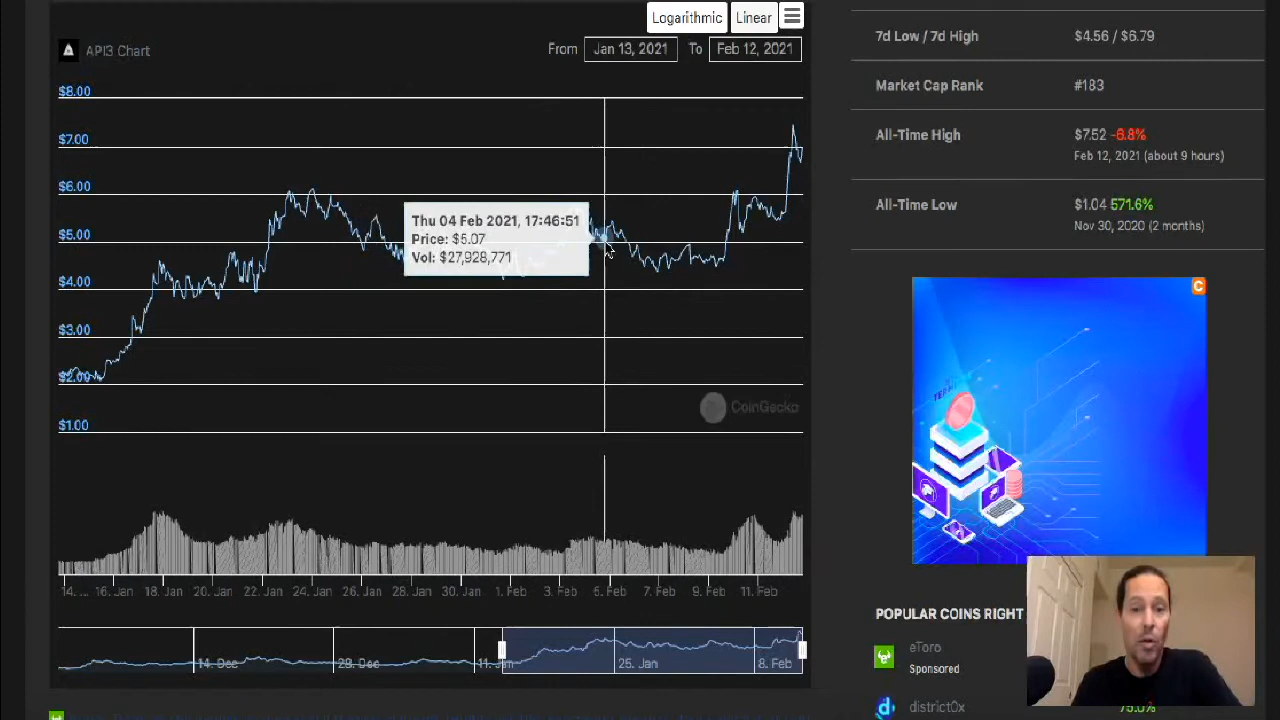 Logarithmic
Linear
API3 Chart
From Jan 13, 2021 To Feb 12, 2021
$8.00
$7.00
$6.00
$5.00
$4.00
$3.00
$2.00
$1.00
Thu 04 Feb 2021, 17:46:51
Price: $5.07
Vol: $27,928,771
CoinGecko
14. ... 16. Jan 18. Jan 20. Jan 22. Jan 24. Jan 26. Jan 28. Jan 30. Jan 1. Feb 3. Feb 5. Feb 7. Feb 9. Feb 11. Feb
14. Dec 28. Dec 11. Jan 25. Jan 8. Feb
7d Low / 7d High $4.56 / $6.79
Market Cap Rank #183
All-Time High $7.52 -6.8%
Feb 12, 2021 (about 9 hours)
All-Time Low $1.04 571.6%
Nov 30, 2020 (2 months)
C
POPULAR COINS RIGHT
eToro
Sponsored
district0x 75.0%